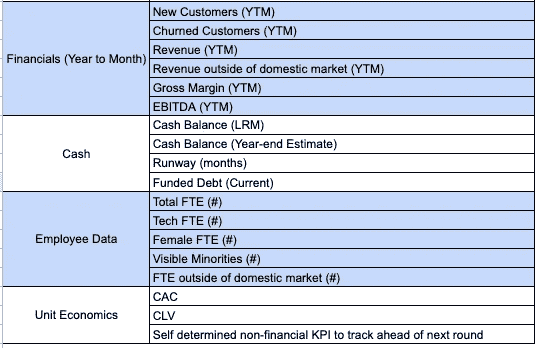 Financials (Year to Month)
New Customers (YTM)
Churned Customers (YTM)
Revenue (YTM)
Revenue outside of domestic market (YTM)
Gross Margin (YTM)
EBITDA (YTM)
Cash
Cash Balance (LRM)
Cash Balance (Year-end Estimate)
Runway (months)
Funded Debt (Current)
Employee Data
Total FTE (#)
Tech FTE (#)
Female FTE (#)
Visible Minorities (#)
FTE outside of domestic market (#)
Unit Economics
CAC
CLV
Self determined non-financial KPI to track ahead of next round